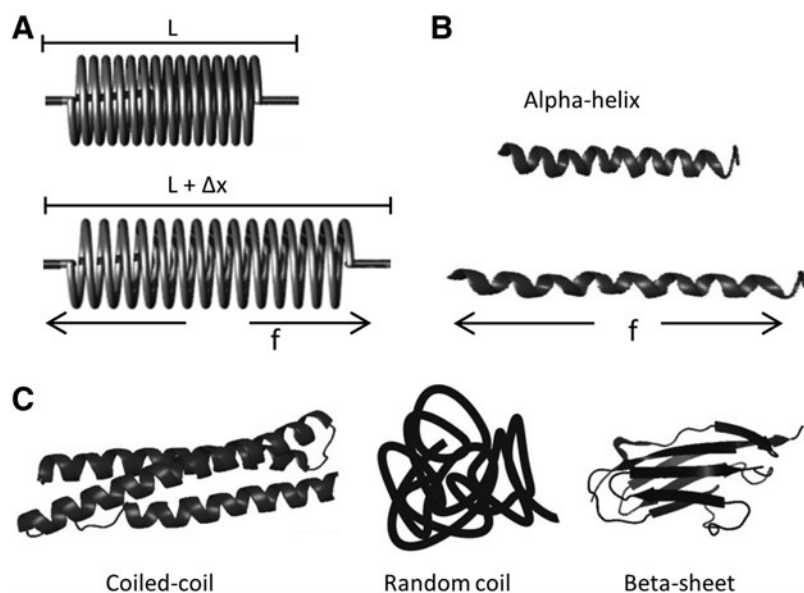 A
L
L + Δx
f
B
Alpha-helix
f
C
Coiled-coil
Random coil
Beta-sheet